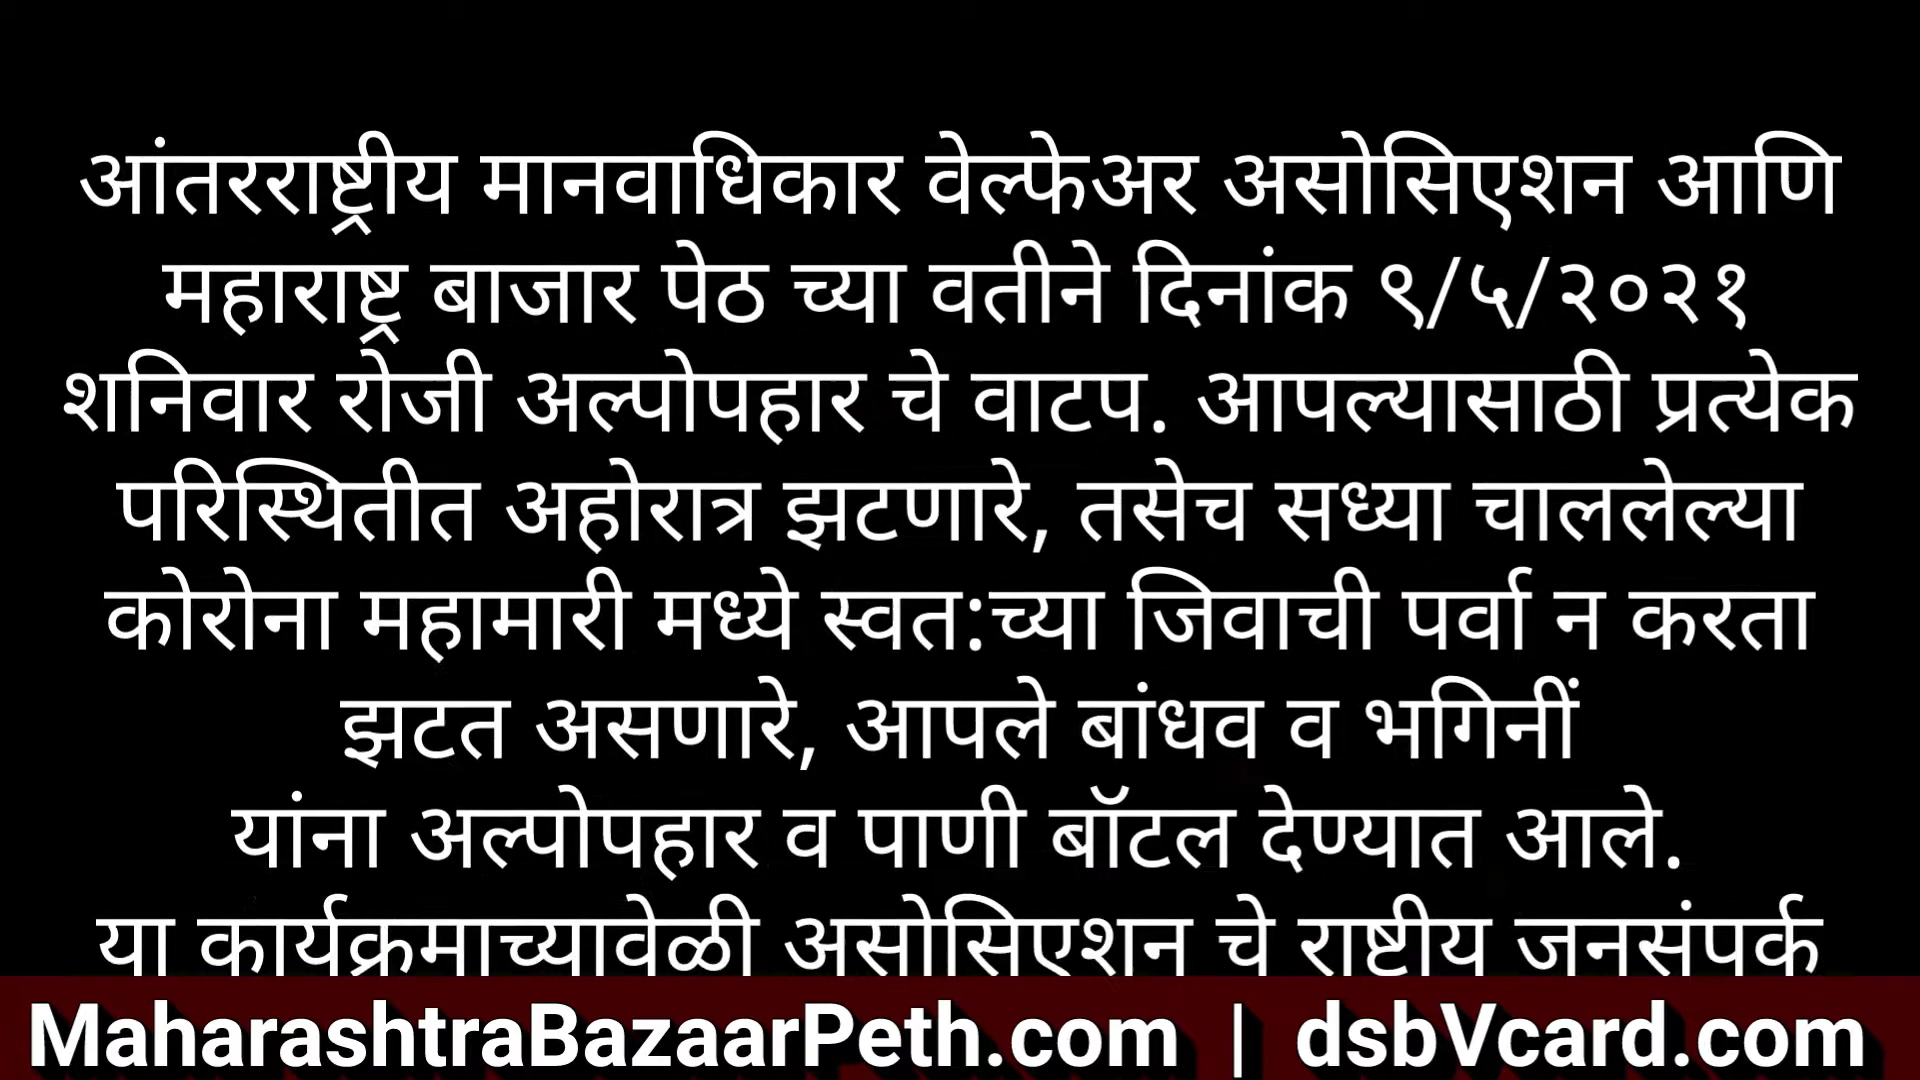 आंतरराष्ट्रीय मानवाधिकार वेल्फेअर असोसिएशन आणि
महाराष्ट्र बाजार पेठ च्या वतीने दिनांक ९/५/२०२१
शनिवार रोजी अल्पोपहार चे वाटप. आपल्यासाठी प्रत्येक
परिस्थितीत अहोरात्र झटणारे, तसेच सध्या चाललेल्या
कोरोना महामारी मध्ये स्वत:च्या जिवाची पर्वा न करता
झटत असणारे, आपले बांधव व भगिनीं
यांना अल्पोपहार व पाणी बॉटल देण्यात आले.
या कार्यक्रमाच्यावेळी असोसिएशन चे राष्टीय जनसंपर्क
MaharashtraBazaarPeth.com | dsbVcard.com